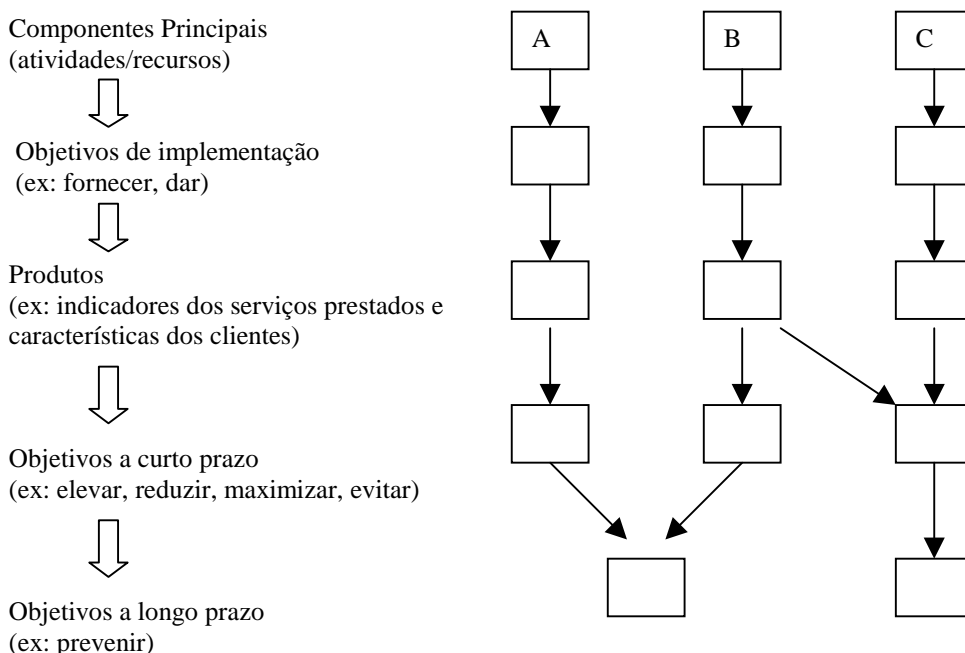 Componentes Principais
(atividades/recursos)
A
B
C
Objetivos de implementação
(ex: fornecer, dar)
Produtos
(ex: indicadores dos serviços prestados e
características dos clientes)
Objetivos a curto prazo
(ex: elevar, reduzir, maximizar, evitar)
Objetivos a longo prazo
(ex: prevenir)